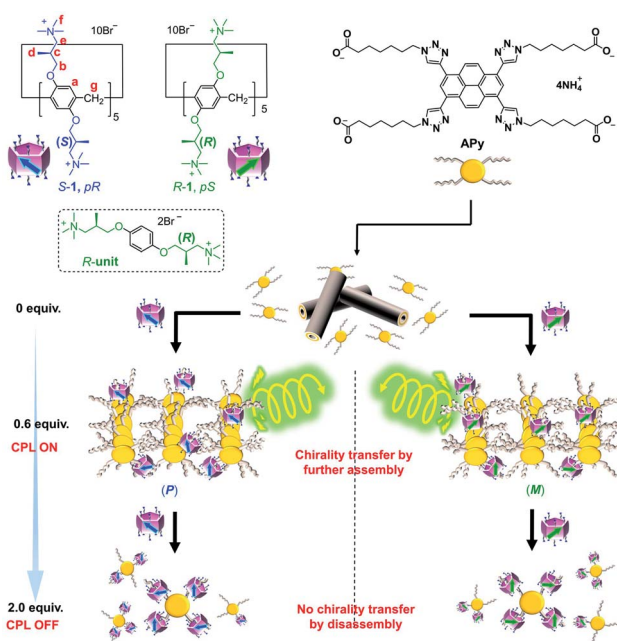 f
N
+
10Br⁻
e
d
c
b
O
a
g
CH₂
5
O
(S)
N
+
S-1, pR
N
+
10Br⁻
O
CH₂
5
O
(R)
N
+
R-1, pS
O
O⁻
N=N
N
N=N
N
O
O⁻
4NH₄⁺
O⁻
O
N
N=N
N
N=N
O
O⁻
APy
2Br⁻
N
+
O
O
(R)
N
+
R-unit
0 equiv.
0.6 equiv.
CPL ON
Chirality transfer by
further assembly
(P)
(M)
2.0 equiv.
CPL OFF
No chirality transfer
by disassembly